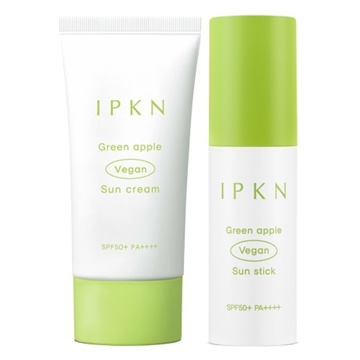 IPKN
Green apple
Vegan
Sun cream
SPF50+ PA++++
IPKN
Green apple
Vegan
Sun stick
SPF50+ PA++++